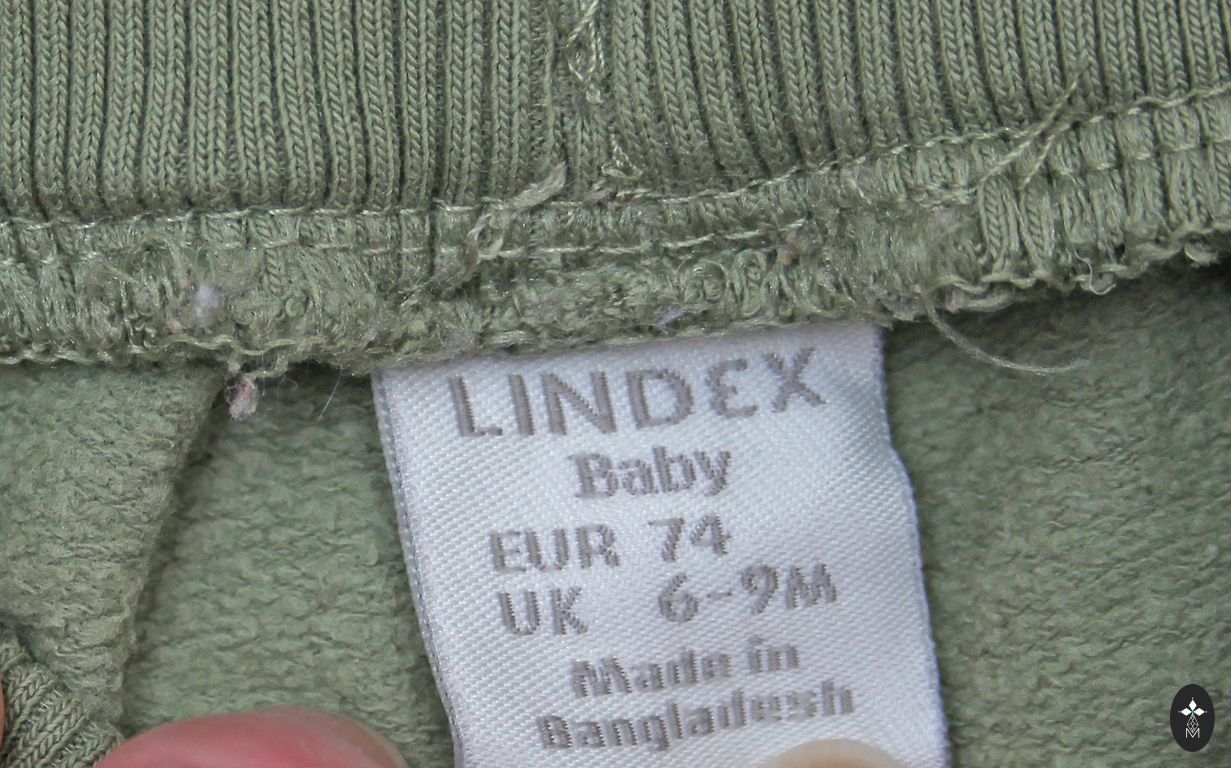 LINDEX
Baby
EUR 74
UK 6-9M
Made in
Bangladesh
M